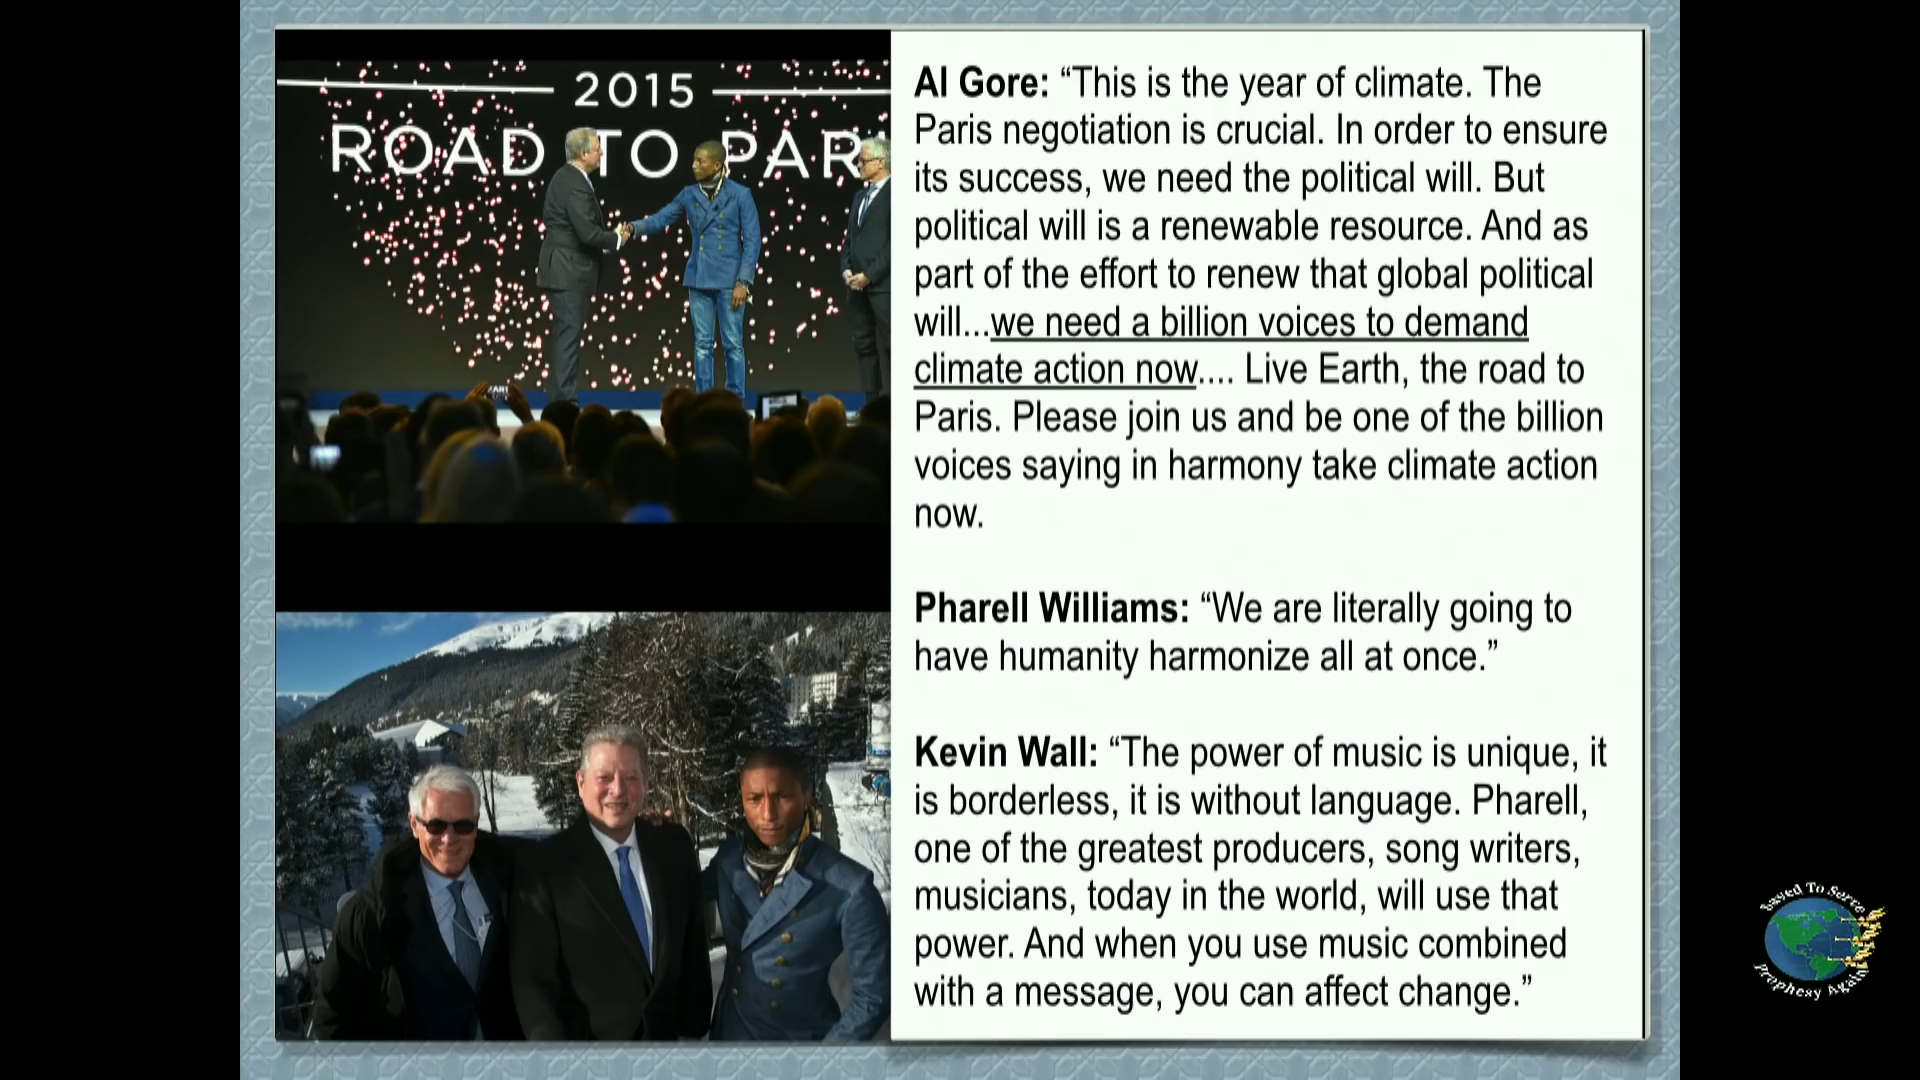 2015
ROAD TO PARI
Al Gore: “This is the year of climate. The
Paris negotiation is crucial. In order to ensure
its success, we need the political will. But
political will is a renewable resource. And as
part of the effort to renew that global political
will...we need a billion voices to demand
climate action now.... Live Earth, the road to
Paris. Please join us and be one of the billion
voices saying in harmony take climate action
now.
Pharell Williams: “We are literally going to
have humanity harmonize all at once.”
Kevin Wall: “The power of music is unique, it
is borderless, it is without language. Pharell,
one of the greatest producers, song writers,
musicians, today in the world, will use that
power. And when you use music combined
with a message, you can affect change.”
To Serve
Prophesy Again